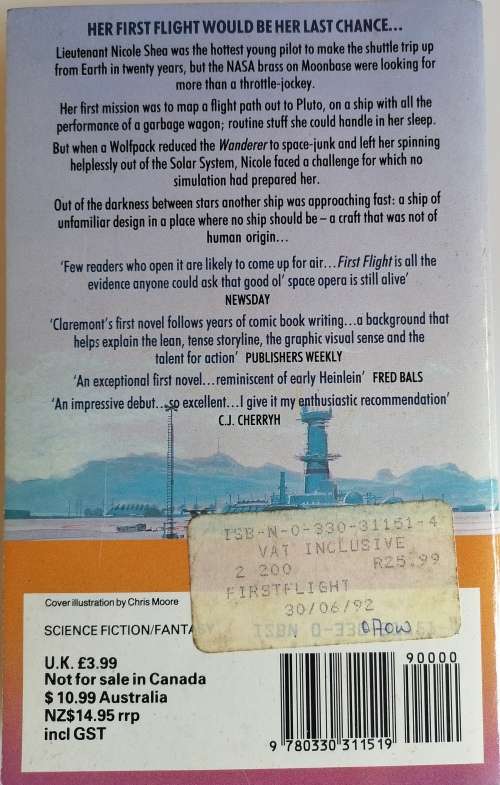 HER FIRST FLIGHT WOULD BE HER LAST CHANCE...
Lieutenant Nicole Shea was the hottest young pilot to make the shuttle trip up
from Earth in twenty years, but the NASA brass on Moonbase were looking for
more than a throttle-jockey.
Her first mission was to map a flight path out to Pluto, on a ship with all the
performance of a garbage wagon; routine stuff she could handle in her sleep.
But when a Wolfpack reduced the Wanderer to space-junk and left her spinning
helplessly out of the Solar System, Nicole faced a challenge for which no
simulation had prepared her.
Out of the darkness between stars another ship was approaching fast: a ship of
unfamiliar design in a place where no ship should be – a craft that was not of
human origin...
‘Few readers who open it are likely to come up for air...First Flight is all the
evidence anyone could ask that good ol’ space opera is still alive’
NEWSDAY
‘Claremont’s first novel follows years of comic book writing...a background that
helps explain the lean, tense storyline, the graphic visual sense and the
talent for action’ PUBLISHERS WEEKLY
‘An exceptional first novel...reminiscent of early Heinlein’ FRED BALS
‘An impressive debut...so excellent...I give it my enthusiastic recommendation’
C.J. CHERRYH
ISB-N-0-330-31151-4
VAT INCLUSIVE
2 200 R25.99
FIRSTFLIGHT
30/06/92
Cover illustration by Chris Moore
SCIENCE FICTION/FANTASY
U.K. £3.99
Not for sale in Canada
$10.99 Australia
NZ$14.95 rrp
incl GST
90000
9 780330 311519